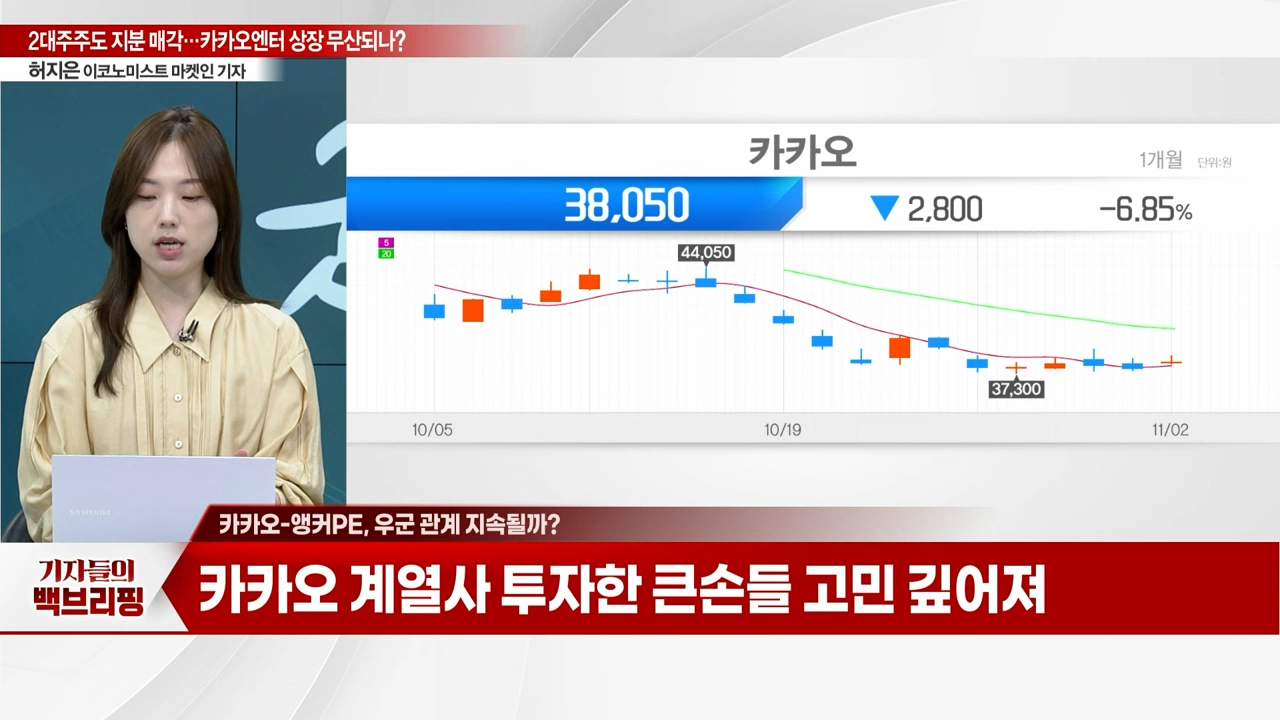 2대주주도 지분 매각…카카오엔터 상장 무산되나?
허지은 이코노미스트 마켓인 기자
카카오
1개월 단위:원
38,050 ▼ 2,800 -6.85%
5
20
44,050
37,300
10/05 10/19 11/02
SAMSUNG
카카오-앵커PE, 우군 관계 지속될까?
기자들의
백브리핑
카카오 계열사 투자한 큰손들 고민 깊어져